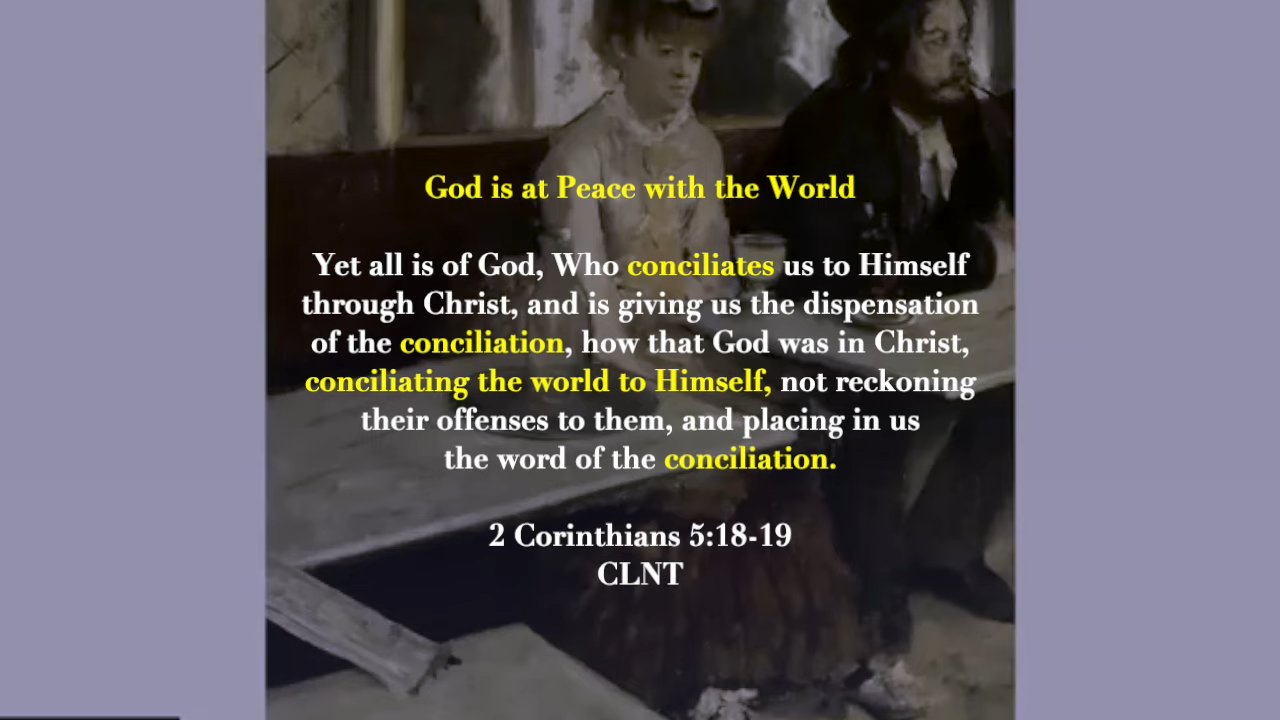 God is at Peace with the World
Yet all is of God, Who conciliates us to Himself
through Christ, and is giving us the dispensation
of the conciliation, how that God was in Christ,
conciliating the world to Himself, not reckoning
their offenses to them, and placing in us
the word of the conciliation.
2 Corinthians 5:18-19
CLNT